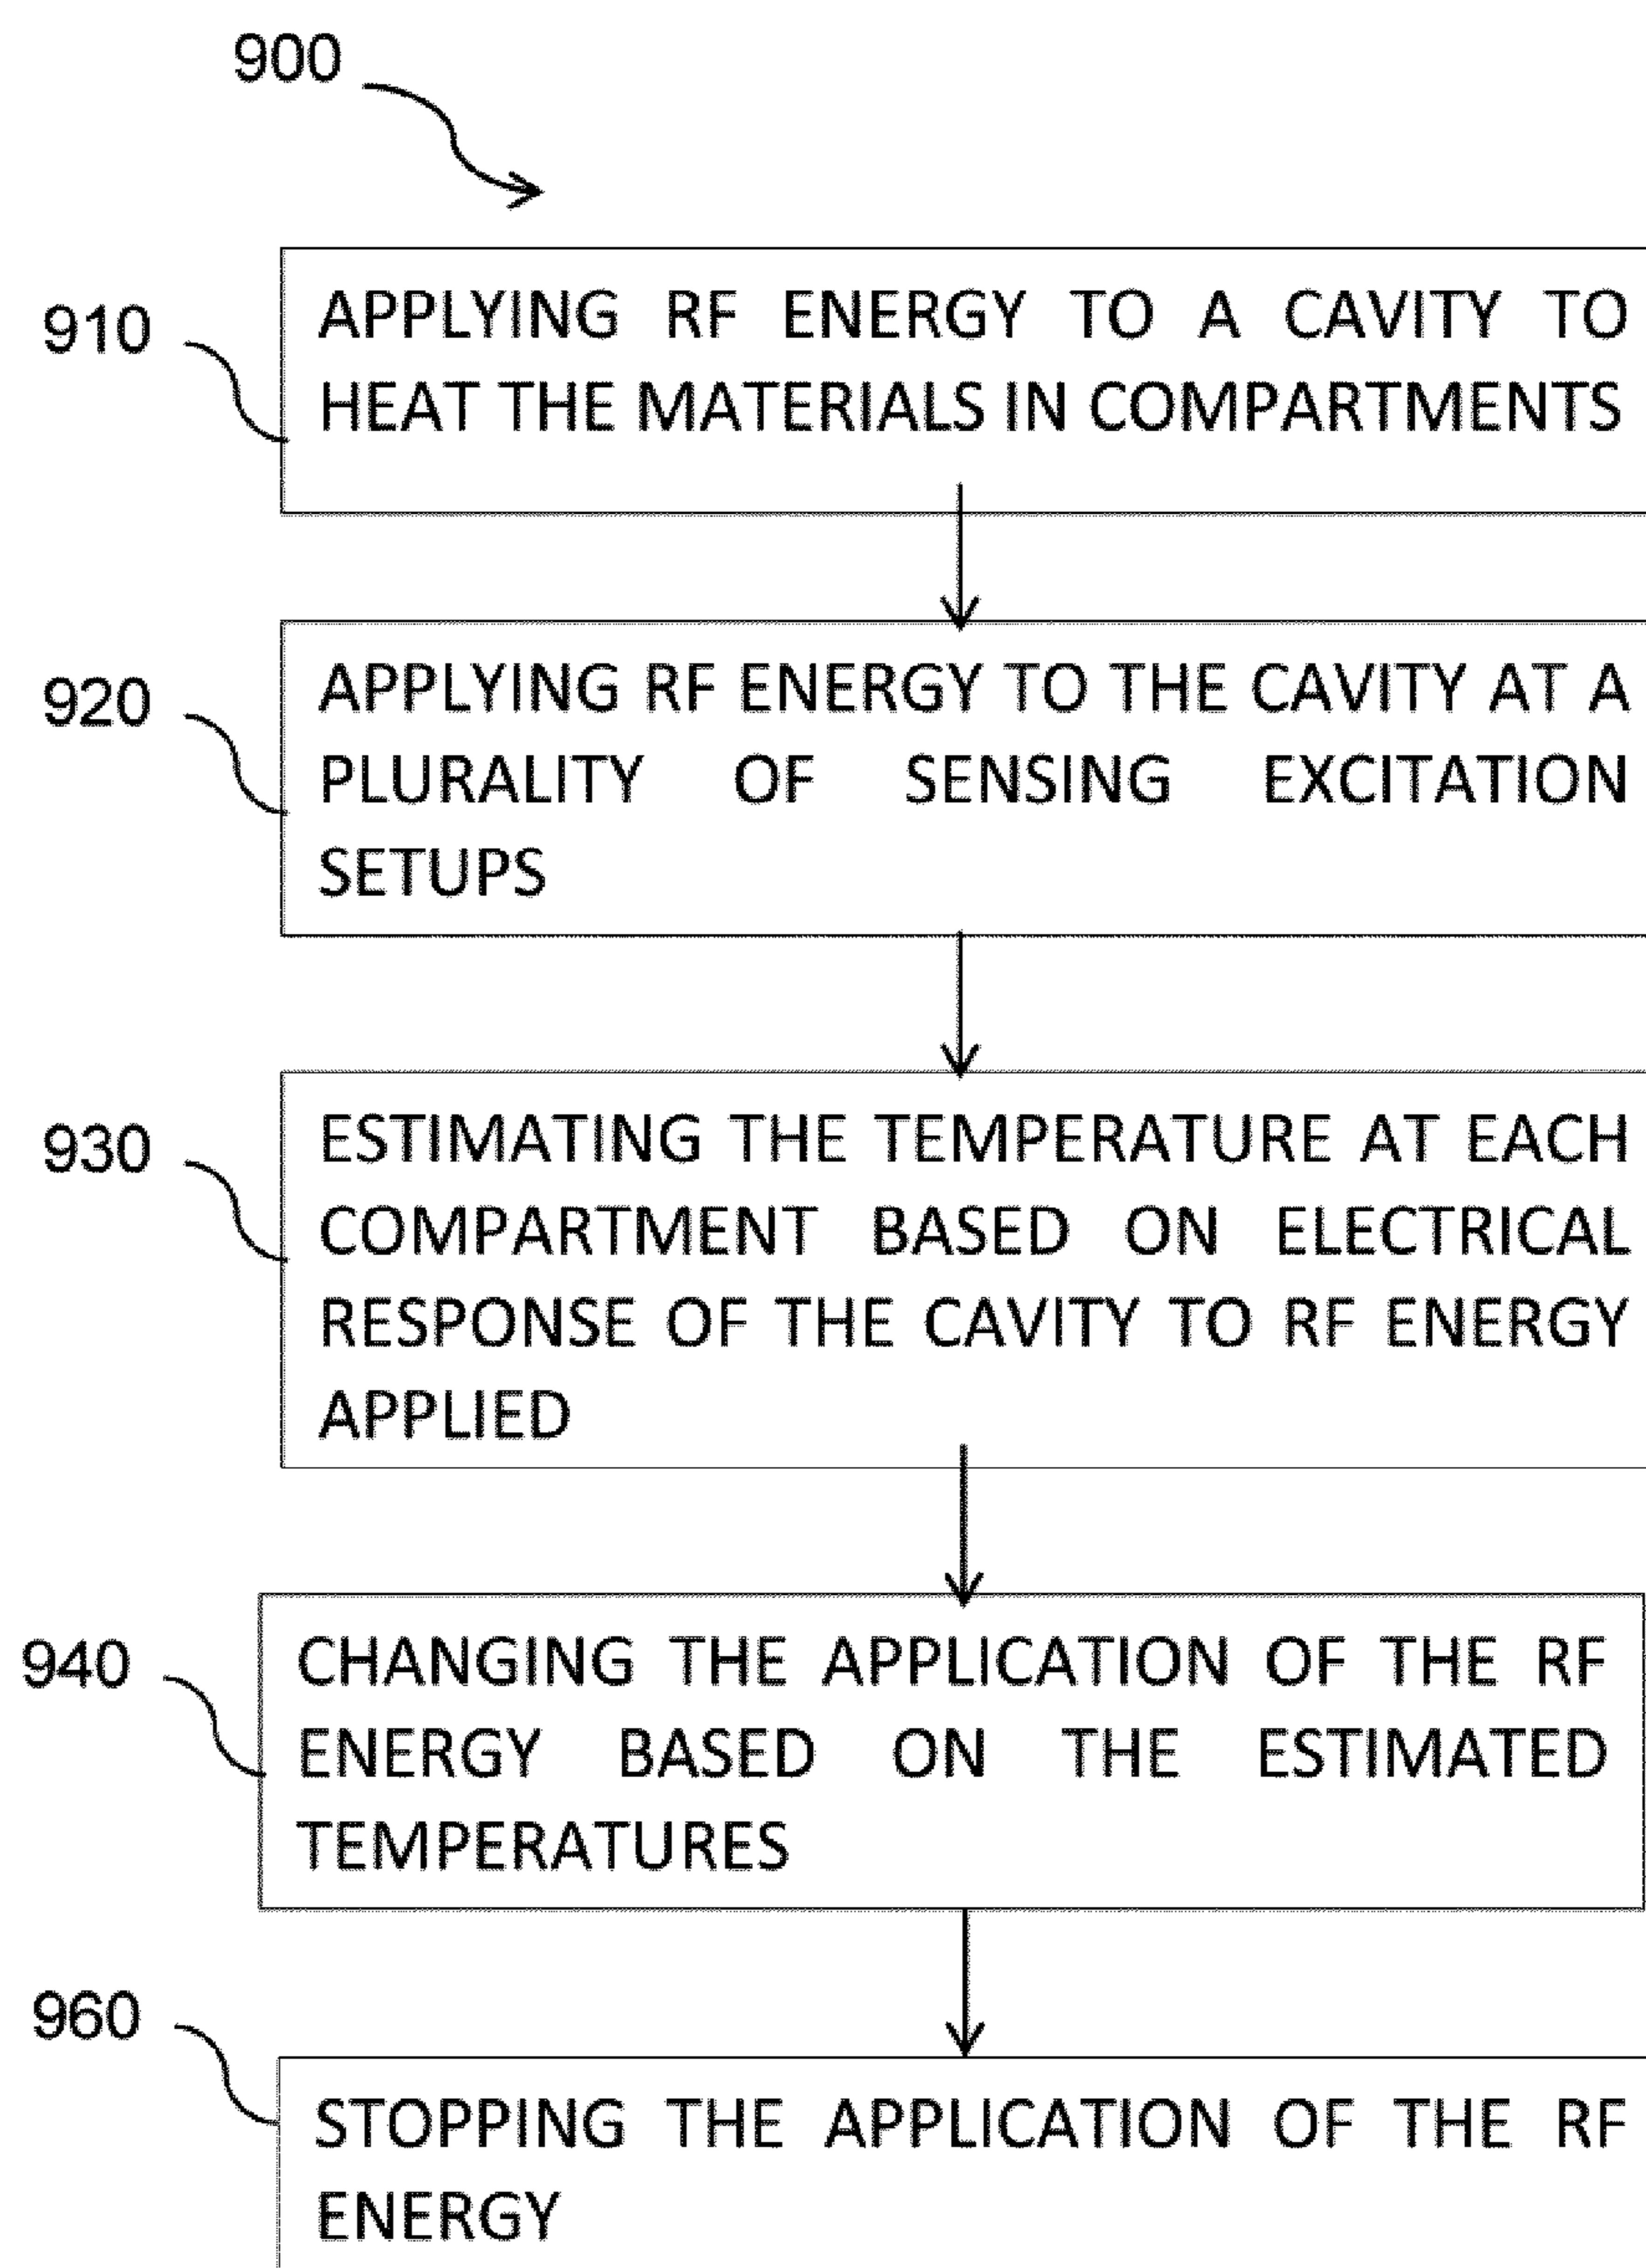 900
910
APPLYING RF ENERGY TO A CAVITY TO
HEAT THE MATERIALS IN COMPARTMENTS
920
APPLYING RF ENERGY TO THE CAVITY AT A
PLURALITY OF SENSING EXCITATION
SETUPS
930
ESTIMATING THE TEMPERATURE AT EACH
COMPARTMENT BASED ON ELECTRICAL
RESPONSE OF THE CAVITY TO RF ENERGY
APPLIED
940
CHANGING THE APPLICATION OF THE RF
ENERGY BASED ON THE ESTIMATED
TEMPERATURES
960
STOPPING THE APPLICATION OF THE RF
ENERGY